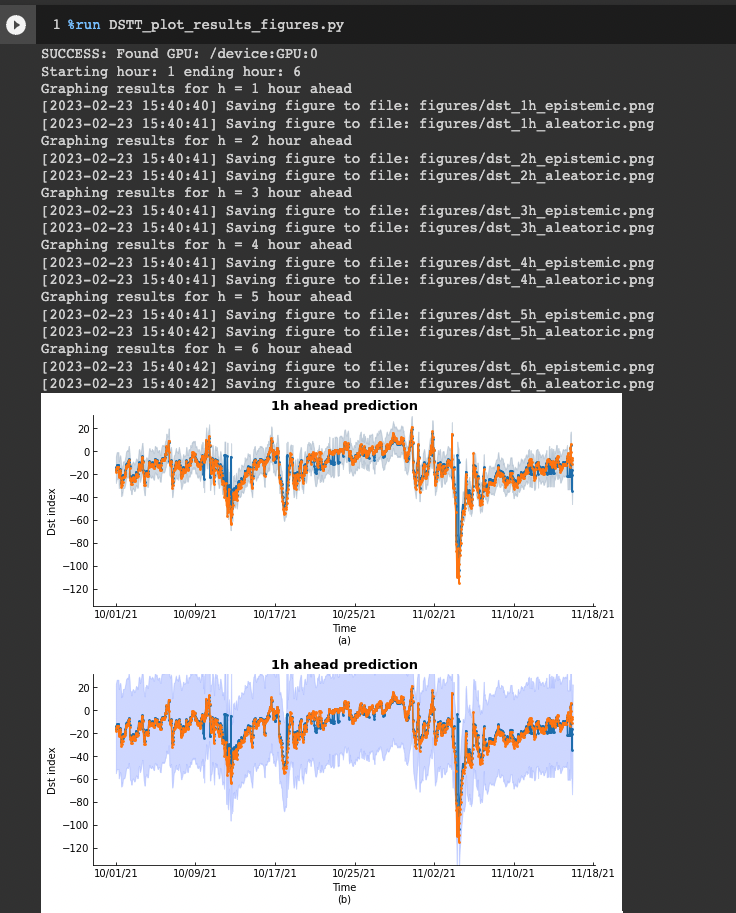 1 %run DSTT_plot_results_figures.py
SUCCESS: Found GPU: /device:GPU:0
Starting hour: 1 ending hour: 6
Graphing results for h = 1 hour ahead
[2023-02-23 15:40:40] Saving figure to file: figures/dst_1h_epistemic.png
[2023-02-23 15:40:41] Saving figure to file: figures/dst_1h_aleatoric.png
Graphing results for h = 2 hour ahead
[2023-02-23 15:40:41] Saving figure to file: figures/dst_2h_epistemic.png
[2023-02-23 15:40:41] Saving figure to file: figures/dst_2h_aleatoric.png
Graphing results for h = 3 hour ahead
[2023-02-23 15:40:41] Saving figure to file: figures/dst_3h_epistemic.png
[2023-02-23 15:40:41] Saving figure to file: figures/dst_3h_aleatoric.png
Graphing results for h = 4 hour ahead
[2023-02-23 15:40:41] Saving figure to file: figures/dst_4h_epistemic.png
[2023-02-23 15:40:41] Saving figure to file: figures/dst_4h_aleatoric.png
Graphing results for h = 5 hour ahead
[2023-02-23 15:40:41] Saving figure to file: figures/dst_5h_epistemic.png
[2023-02-23 15:40:42] Saving figure to file: figures/dst_5h_aleatoric.png
Graphing results for h = 6 hour ahead
[2023-02-23 15:40:42] Saving figure to file: figures/dst_6h_epistemic.png
[2023-02-23 15:40:42] Saving figure to file: figures/dst_6h_aleatoric.png
1h ahead prediction
20
0
−20
−40
−60
−80
−100
−120
Dst index
10/01/21 10/09/21 10/17/21 10/25/21 11/02/21 11/10/21 11/18/21
Time
(a)
1h ahead prediction
20
0
−20
−40
−60
−80
−100
−120
Dst index
10/01/21 10/09/21 10/17/21 10/25/21 11/02/21 11/10/21 11/18/21
Time
(b)